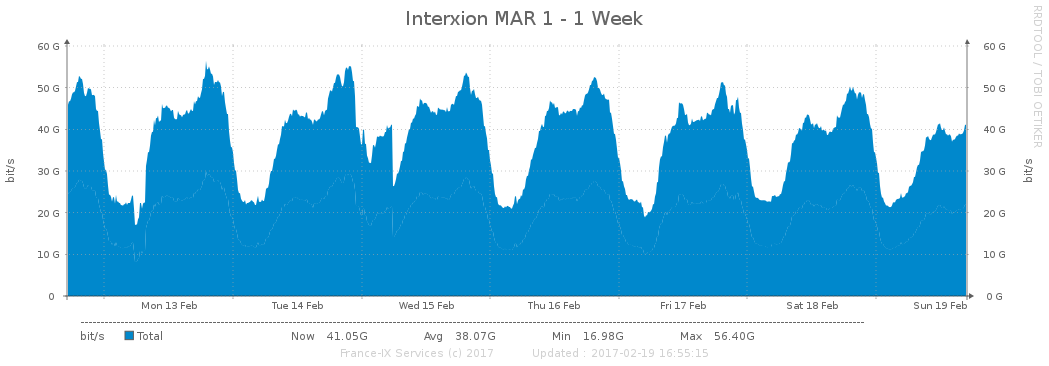 Interxion MAR 1 - 1 Week
RRDTOOL / TOBI OETIKER
60 G 60 G
50 G 50 G
40 G 40 G
30 G 30 G
20 G 20 G
10 G 10 G
0 0 G
bit/s bit/s
Mon 13 Feb Tue 14 Feb Wed 15 Feb Thu 16 Feb Fri 17 Feb Sat 18 Feb Sun 19 Feb
bit/s Total Now 41.05G Avg 38.07G Min 16.98G Max 56.40G
France-IX Services (c) 2017 Updated : 2017-02-19 16:55:15